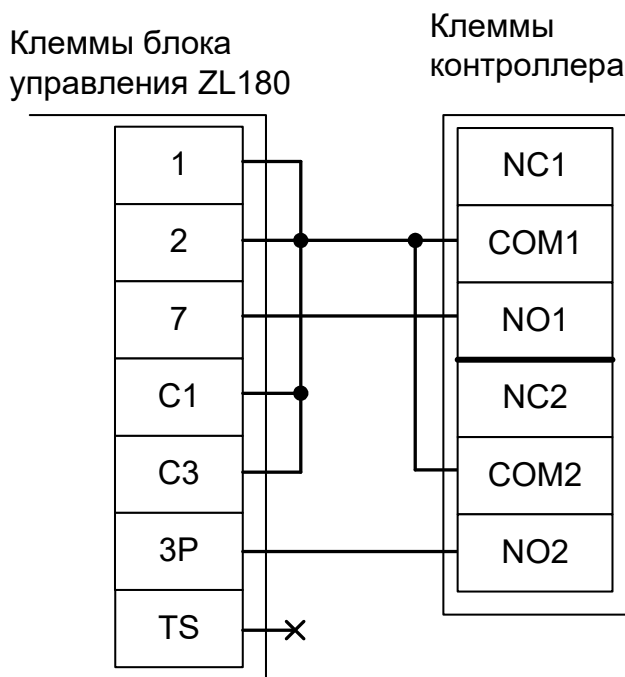 Клеммы блока
управления ZL180
Клеммы
контроллера
1
2
7
C1
C3
3P
TS
NC1
COM1
NO1
NC2
COM2
NO2